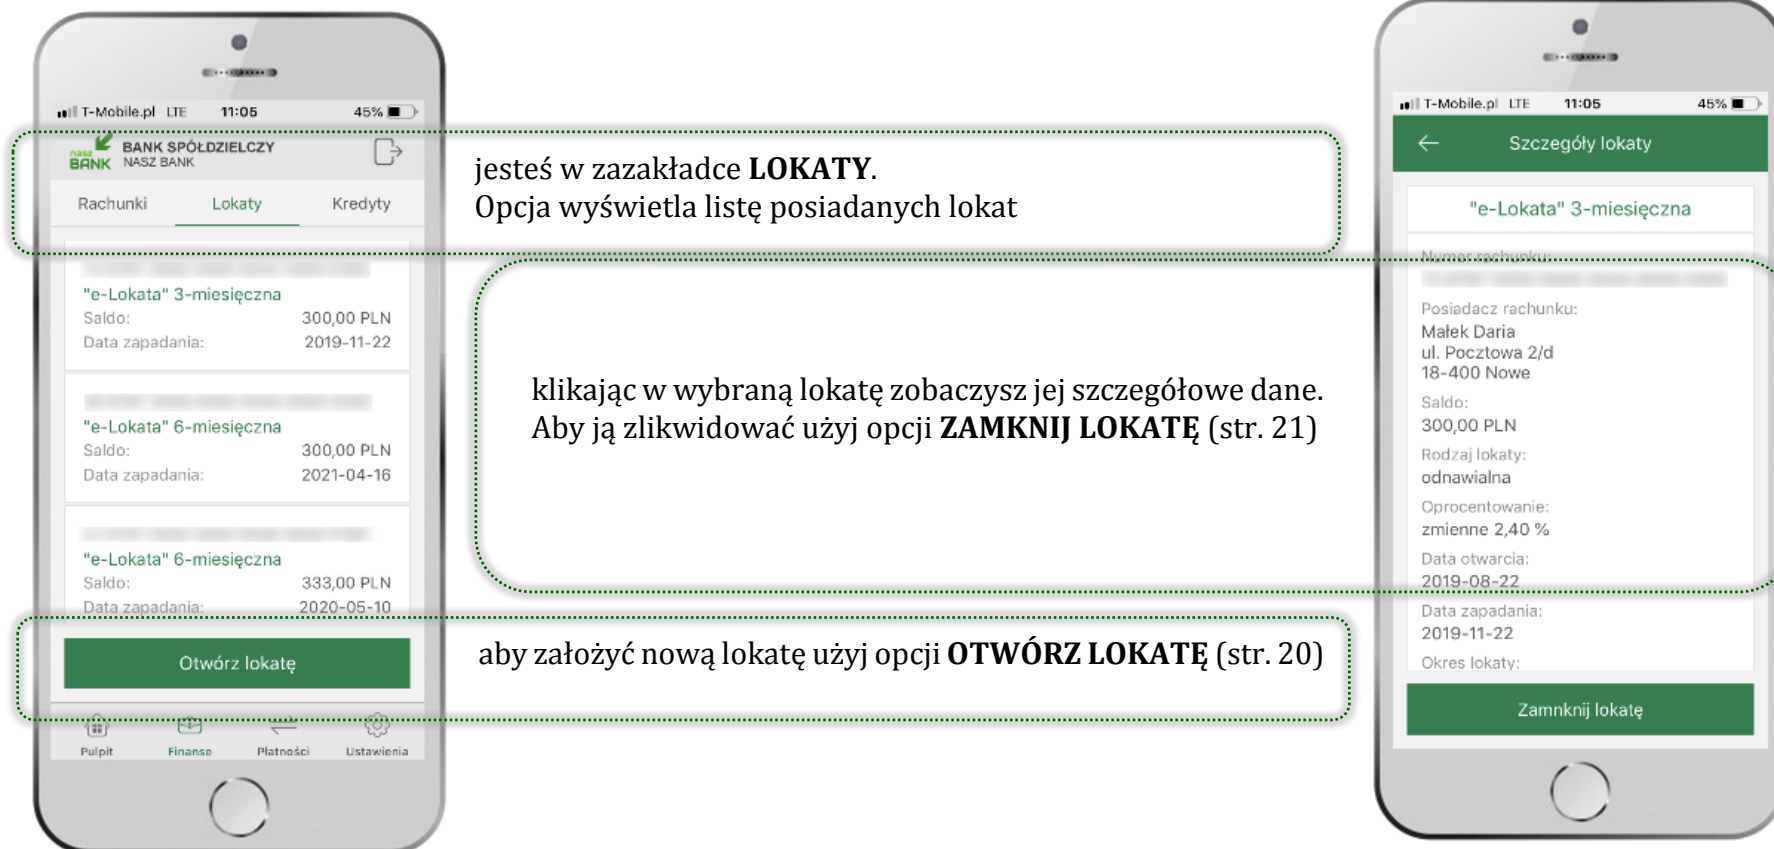 T-Mobile.pl LTE 11:05 45%
nasz BANK BANK SPÓŁDZIELCZY
NASZ BANK
Rachunki Lokaty Kredyty
"e-Lokata" 3-miesięczna
Saldo: 300,00 PLN
Data zapadania: 2019-11-22
"e-Lokata" 6-miesięczna
Saldo: 300,00 PLN
Data zapadania: 2021-04-16
"e-Lokata" 6-miesięczna
Saldo: 333,00 PLN
Data zapadania: 2020-05-10
Otwórz lokatę
Pulpit Finanse Płatności Ustawienia
jesteś w zazakładce LOKATY.
Opcja wyświetla listę posiadanych lokat
klikając w wybraną lokatę zobaczysz jej szczegółowe dane.
Aby ją zlikwidować użyj opcji ZAMKNIJ LOKATĘ (str. 21)
aby założyć nową lokatę użyj opcji OTWÓRZ LOKATĘ (str. 20)
T-Mobile.pl LTE 11:05 45%
Szczegóły lokaty
"e-Lokata" 3-miesięczna
Numer rachunku:
Posiadacz rachunku:
Małek Daria
ul. Pocztowa 2/d
18-400 Nowe
Saldo:
300,00 PLN
Rodzaj lokaty:
odnawialna
Oprocentowanie:
zmienne 2,40 %
Data otwarcia:
2019-08-22
Data zapadania:
2019-11-22
Okres lokaty:
Zamnknij lokatę